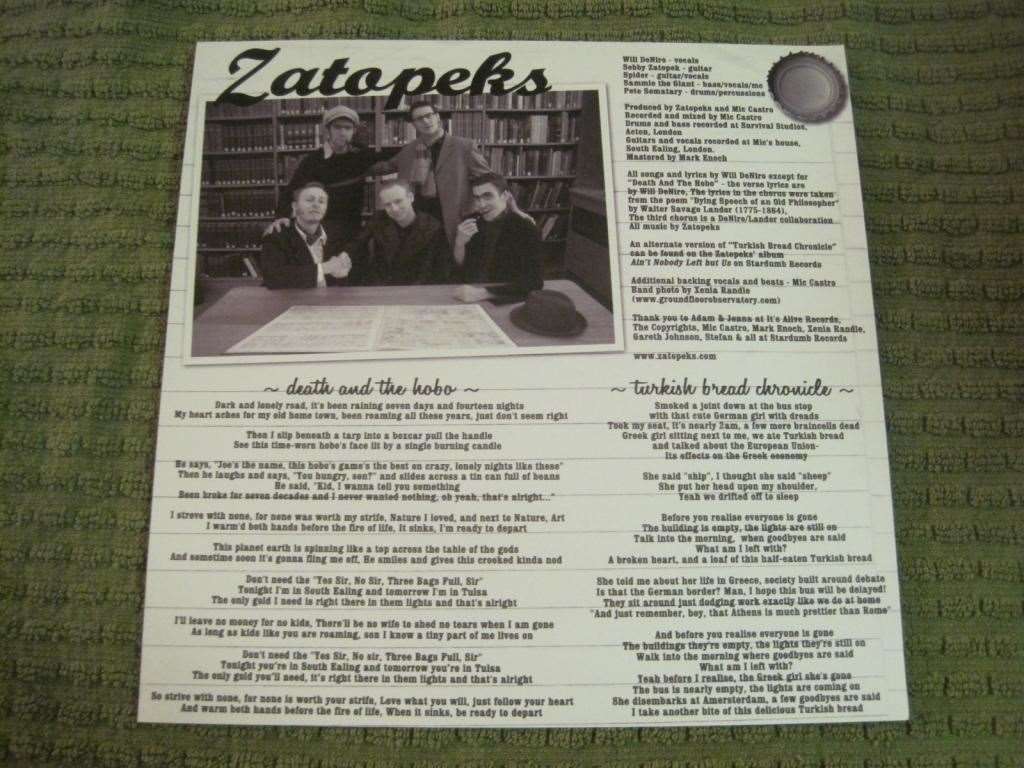 Zatopeks
Will DeNiro - vocals
Sebby Zatopek - guitar
Spider - guitar/vocals
Sammie the Giant - bass/vocals/mc
Pete Sematary - drums/percussions
Produced by Zatopeks and Mic Castro
Recorded and mixed by Mic Castro
Drums and bass recorded at Survival Studios,
Acton, London
Guitars and vocals recorded at Mic's house,
South Ealing, London.
Mastered by Mark Enoch
All songs and lyrics by Will DeNiro except for
"Death And The Hobo" - the verse lyrics are
by Will DeNiro, The lyrics in the chorus were taken
from the poem "Dying Speech of an Old Philosopher"
by Walter Savage Landor (1775-1864),
The third chorus is a DeNiro/Landor collaboration
All music by Zatopeks
An alternate version of "Turkish Bread Chronicle"
can be found on the Zatopeks' album
Ain't Nobody Left but Us on Stardumb Records
Additional backing vocals and beats - Mic Castro
Band photo by Xenia Randle
(www.groundfloorobservatory.com)
Thank you to Adam & Jenna at It's Alive Records,
The Copyrights, Mic Castro, Mark Enoch, Xenia Randle,
Gareth Johnson, Stefan & all at Stardumb Records
www.zatopeks.com
~ death and the hobo ~
Dark and lonely road, it's been raining seven days and fourteen nights
My heart aches for my old home town, been roaming all these years, just don't seem right
Then I slip beneath a tarp into a boxcar pull the handle
See this time-worn hobo's face lit by a single burning candle
He says, "Joe's the name, this hobo's game's the best on crazy, lonely nights like these"
Then he laughs and says, "You hungry, son?" and slides across a tin can full of beans
He said, "Kid, I wanna tell you something
Been broke for seven decades and I never wanted nothing, oh yeah, that's alright..."
I strove with none, for none was worth my strife, Nature I loved, and next to Nature, Art
I warm'd both hands before the fire of life, It sinks, I'm ready to depart
This planet earth is spinning like a top across the table of the gods
And sometime soon it's gonna fling me off, He smiles and gives this crooked kinda nod
Don't need the "Yes Sir, No Sir, Three Bags Full, Sir"
Tonight I'm in South Ealing and tomorrow I'm in Tulsa
The only gold I need is right there in them lights and that's alright
I'll leave no money for no kids, There'll be no wife to shed no tears when I am gone
As long as kids like you are roaming, son I know a tiny part of me lives on
Don't need the "Yes Sir, No sir, Three Bags Full, Sir"
Tonight you're in South Ealing and tomorrow you're in Tulsa
The only gold you'll need, it's right there in them lights and that's alright
So strive with none, for none is worth your strife, Love what you will, just follow your heart
And warm both hands before the fire of life, When it sinks, be ready to depart
~ turkish bread chronicle ~
Smoked a joint down at the bus stop
with that cute German girl with dreads
Took my seat, it's nearly 2am, a few more braincells dead
Greek girl sitting next to me, we ate Turkish bread
and talked about the European Union-
Its effects on the Greek economy
She said "ship", I thought she said "sheep"
She put her head upon my shoulder,
Yeah we drifted off to sleep
Before you realise everyone is gone
The building is empty, the lights are still on
Talk into the morning, when goodbyes are said
What am I left with?
A broken heart, and a loaf of this half-eaten Turkish bread
She told me about her life in Greece, society built around debate
Is that the German border? Man, I hope this bus will be delayed!
They sit around just dodging work exactly like we do at home
"And just remember, boy, that Athens is much prettier than Rome"
And before you realise everyone is gone
The buildings they're empty, the lights they're still on
Walk into the morning where goodbyes are said
What am I left with?
Yeah before I realise, the Greek girl she's gone
The bus is nearly empty, the lights are coming on
She disembarks at Amersterdam, a few goodbyes are said
I take another bite of this delicious Turkish bread